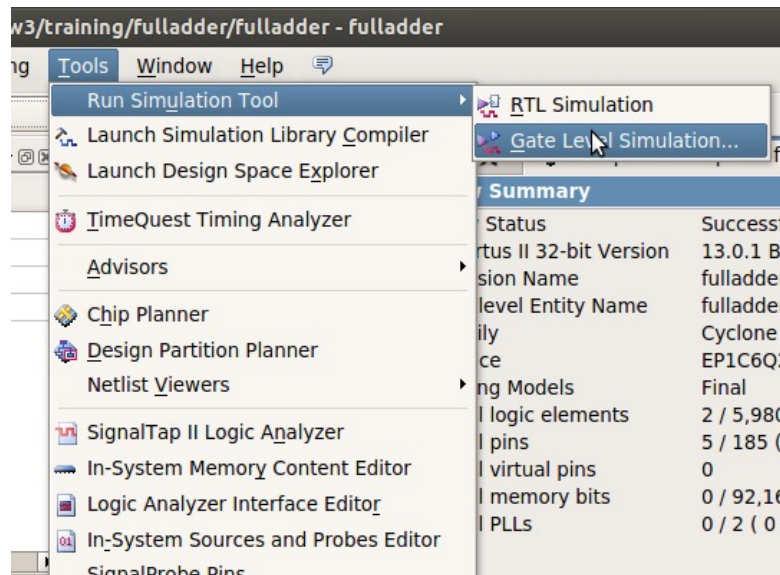 w3/training/fulladder/fulladder - fulladder
ng Tools Window Help
Run Simulation Tool
RTL Simulation
Gate Level Simulation...
Launch Simulation Library Compiler
Launch Design Space Explorer
TimeQuest Timing Analyzer
Advisors
Chip Planner
Design Partition Planner
Netlist Viewers
SignalTap II Logic Analyzer
In-System Memory Content Editor
Logic Analyzer Interface Editor
In-System Sources and Probes Editor
SignalProbe Pins
Summary
Status Success
rtus II 32-bit Version 13.0.1 B
sion Name fulladde
level Entity Name fulladde
ily Cyclone
ce EP1C6Q
ng Models Final
l logic elements 2 / 5,980
l pins 5 / 185 (
l virtual pins 0
l memory bits 0 / 92,16
l PLLs 0 / 2 ( 0